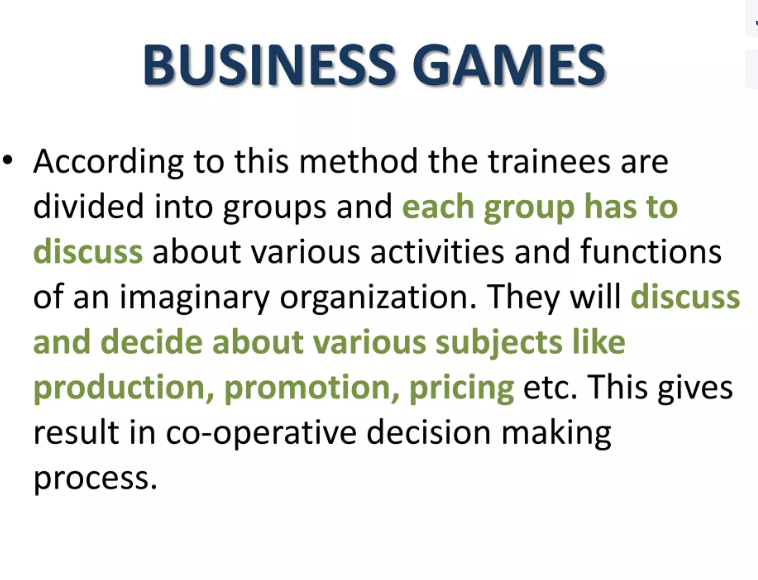 BUSINESS GAMES
• According to this method the trainees are
divided into groups and each group has to
discuss about various activities and functions
of an imaginary organization. They will discuss
and decide about various subjects like
production, promotion, pricing etc. This gives
result in co-operative decision making
process.